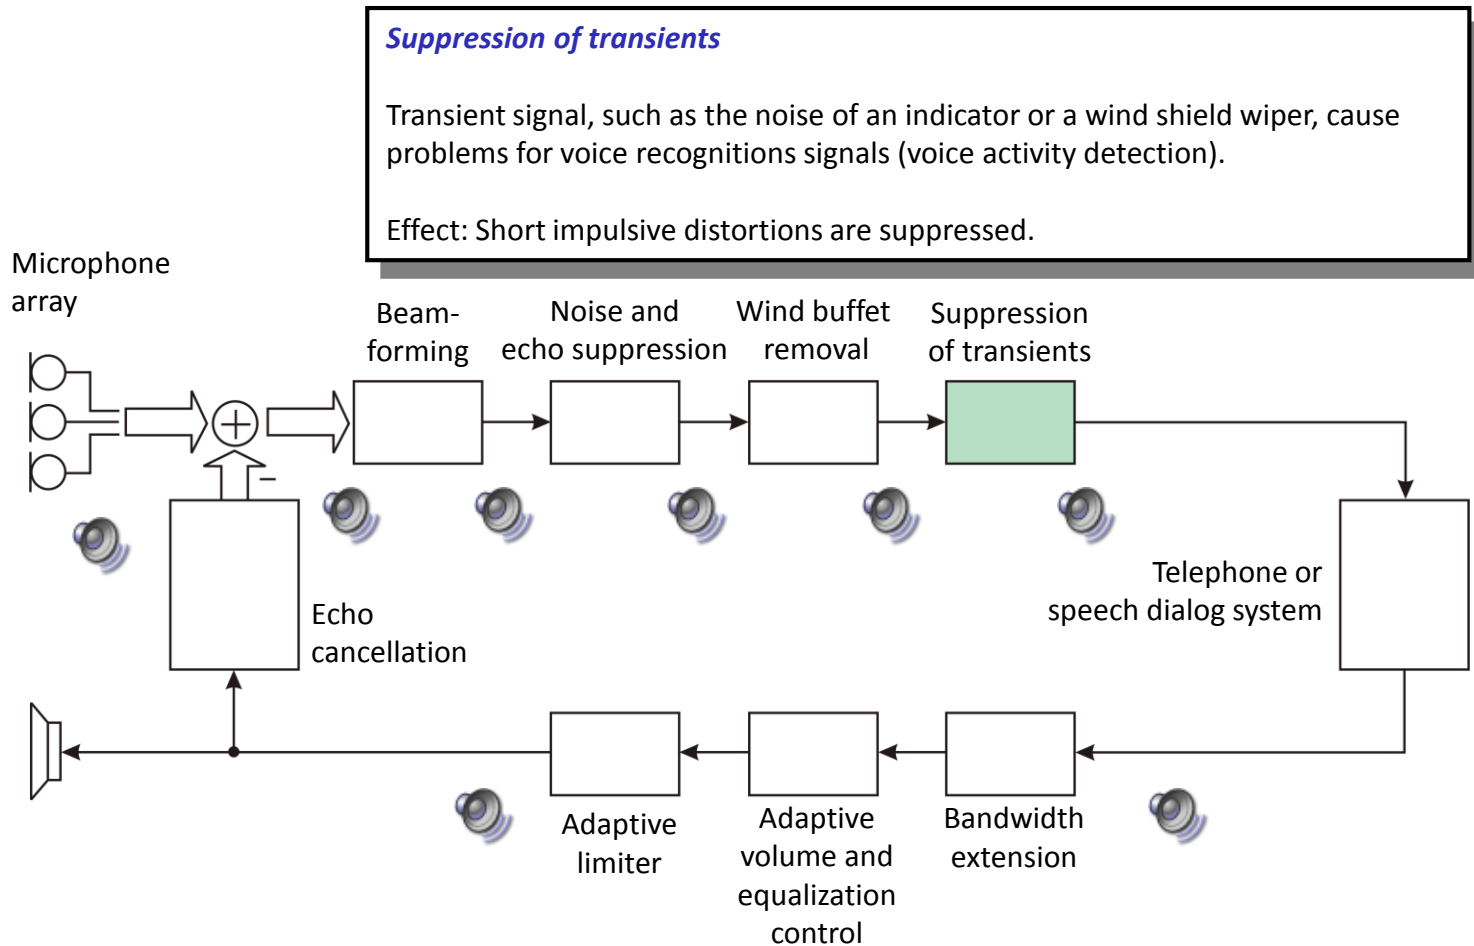 Suppression of transients
Transient signal, such as the noise of an indicator or a wind shield wiper, cause
problems for voice recognitions signals (voice activity detection).
Effect: Short impulsive distortions are suppressed.
Microphone
array
Beam-
forming
Noise and
echo suppression
Wind buffet
removal
Suppression
of transients
–
Echo
cancellation
Telephone or
speech dialog system
Adaptive
limiter
Adaptive
volume and
equalization
control
Bandwidth
extension